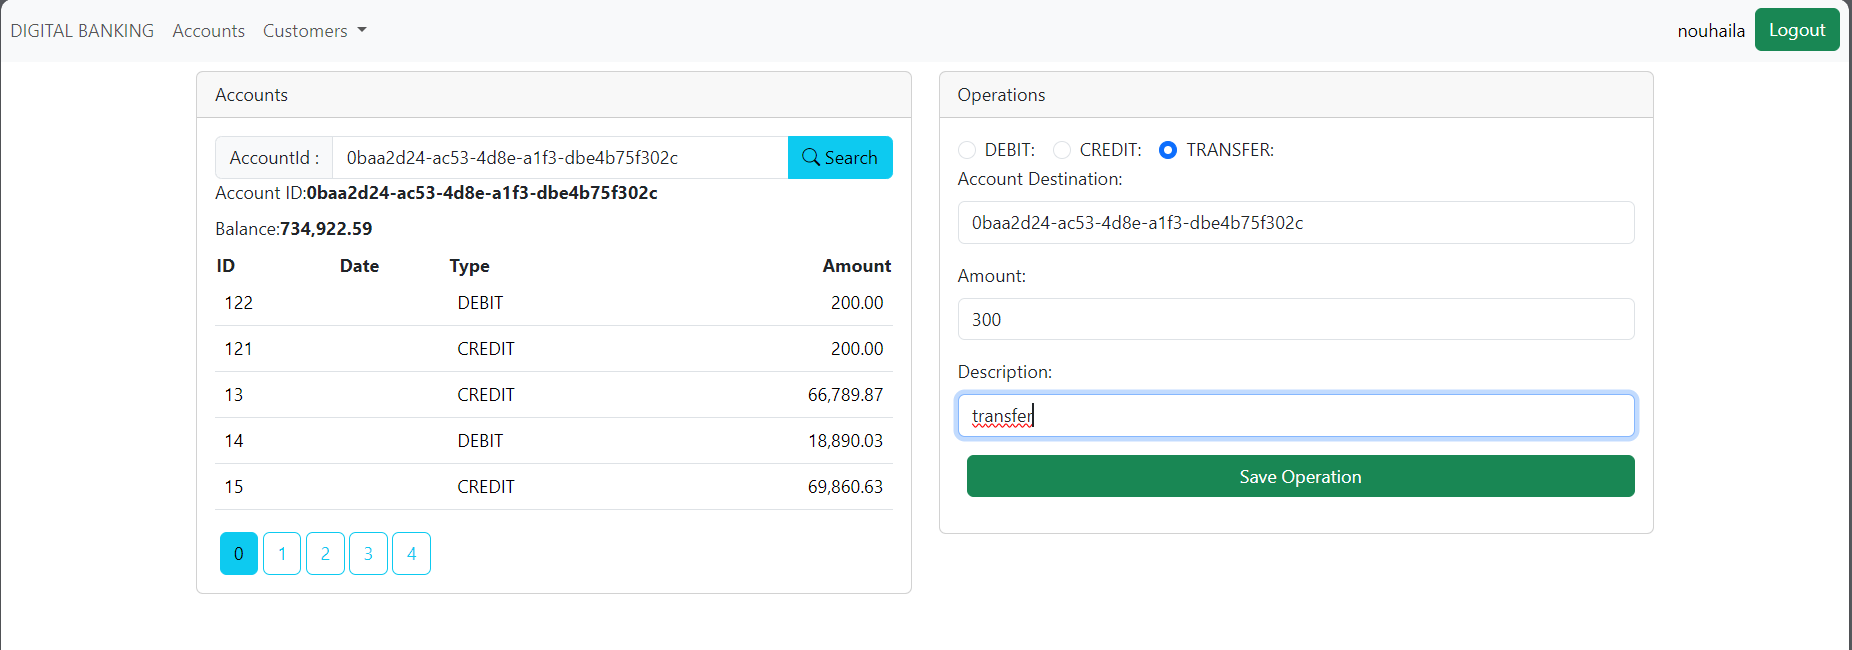 DIGITAL BANKING Accounts Customers nouhaila Logout
Accounts
AccountId : 0baa2d24-ac53-4d8e-a1f3-dbe4b75f302c Search
Account ID:0baa2d24-ac53-4d8e-a1f3-dbe4b75f302c
Balance:734,922.59
ID Date Type Amount
122 DEBIT 200.00
121 CREDIT 200.00
13 CREDIT 66,789.87
14 DEBIT 18,890.03
15 CREDIT 69,860.63
0 1 2 3 4
Operations
DEBIT: CREDIT: TRANSFER:
Account Destination:
0baa2d24-ac53-4d8e-a1f3-dbe4b75f302c
Amount:
300
Description:
transfer
Save Operation